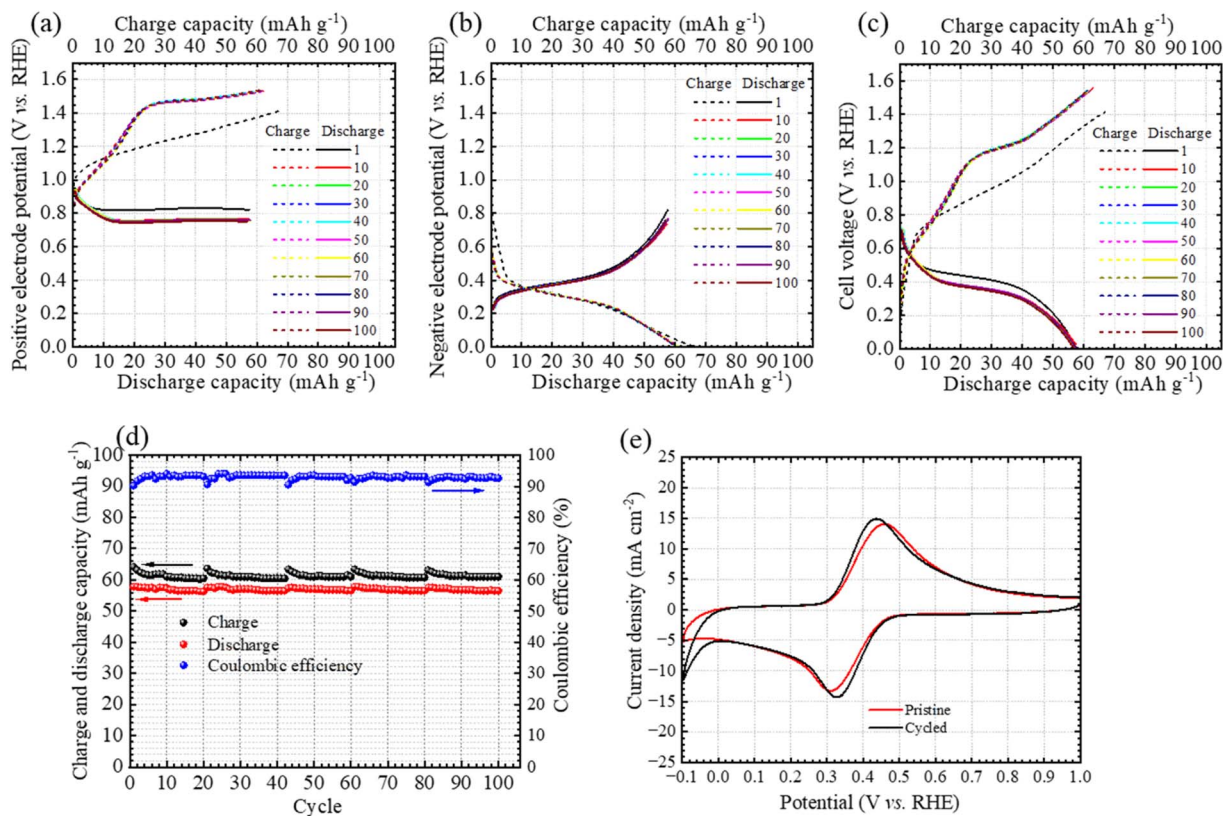 (a)
Charge capacity (mAh g-1)
0 10 20 30 40 50 60 70 80 90 100
Positive electrode potential (V vs. RHE)
1.6
1.4
1.2
1.0
0.8
0.6
0.4
0.2
0.0
Charge Discharge
1
10
20
30
40
50
60
70
80
90
100
0 10 20 30 40 50 60 70 80 90 100
Discharge capacity (mAh g-1)
(b)
Charge capacity (mAh g-1)
0 10 20 30 40 50 60 70 80 90 100
Negative electrode potential (V vs. RHE)
1.6
1.4
1.2
1.0
0.8
0.6
0.4
0.2
0.0
Charge Discharge
1
10
20
30
40
50
60
70
80
90
100
0 10 20 30 40 50 60 70 80 90 100
Discharge capacity (mAh g-1)
(c)
Charge capacity (mAh g-1)
0 10 20 30 40 50 60 70 80 90 100
Cell voltage (V vs. RHE)
1.6
1.4
1.2
1.0
0.8
0.6
0.4
0.2
0.0
Charge Discharge
1
10
20
30
40
50
60
70
80
90
100
0 10 20 30 40 50 60 70 80 90 100
Discharge capacity (mAh g-1)
(d)
Charge and discharge capacity (mAh g-1)
100
90
80
70
60
50
40
30
20
10
0
Charge
Discharge
Coulombic efficiency
100
90
80
70
60
50
40
30
20
10
0
Coulombic efficiency (%)
0 10 20 30 40 50 60 70 80 90 100
Cycle
(e)
Current density (mA cm-2)
25
20
15
10
5
0
-5
-10
-15
-20
-25
Pristine
Cycled
-0.1 0.0 0.1 0.2 0.3 0.4 0.5 0.6 0.7 0.8 0.9 1.0
Potential (V vs. RHE)